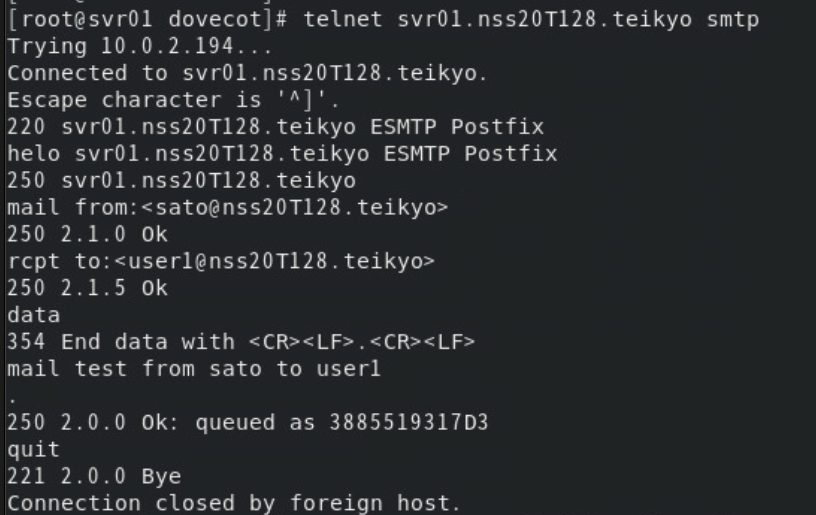 [root@svr01 dovecot]# telnet svr01.nss20T128.teikyo smtp
Trying 10.0.2.194...
Connected to svr01.nss20T128.teikyo.
Escape character is '^]'.
220 svr01.nss20T128.teikyo ESMTP Postfix
helo svr01.nss20T128.teikyo ESMTP Postfix
250 svr01.nss20T128.teikyo
mail from:<sato@nss20T128.teikyo>
250 2.1.0 Ok
rcpt to:<user1@nss20T128.teikyo>
250 2.1.5 Ok
data
354 End data with <CR><LF>.<CR><LF>
mail test from sato to user1
.
250 2.0.0 Ok: queued as 3885519317D3
quit
221 2.0.0 Bye
Connection closed by foreign host.